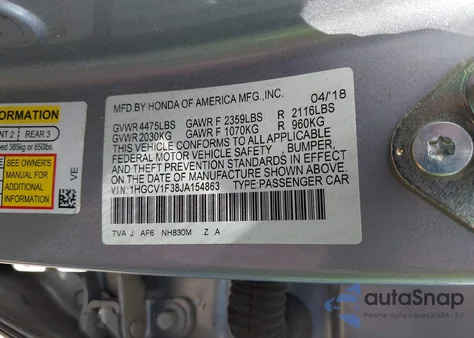 MFD BY HONDA OF AMERICA MFG.,INC. 04/18
GVWR 4475LBS GAWR F 2359LBS R 2116LBS
GVWR 2030KG GAWR F 1070KG R 960KG
THIS VEHICLE CONFORMS TO ALL APPLICABLE
FEDERAL MOTOR VEHICLE SAFETY , BUMPER,
AND THEFT PREVENTION STANDARDS IN EFFECT
ON THE DATE OF MANUFACTURE SHOWN ABOVE.
V.I.N: 1HGCV1F38JA154863 TYPE:PASSENGER CAR
TVA J AF6 NH830M Z .A
FORMATION
NT 2 REAR 3
ed 385kg or 850lbs.
SEE OWNER'S
MANUAL FOR
ADDITIONAL
INFORMATION
VE
autoSnap